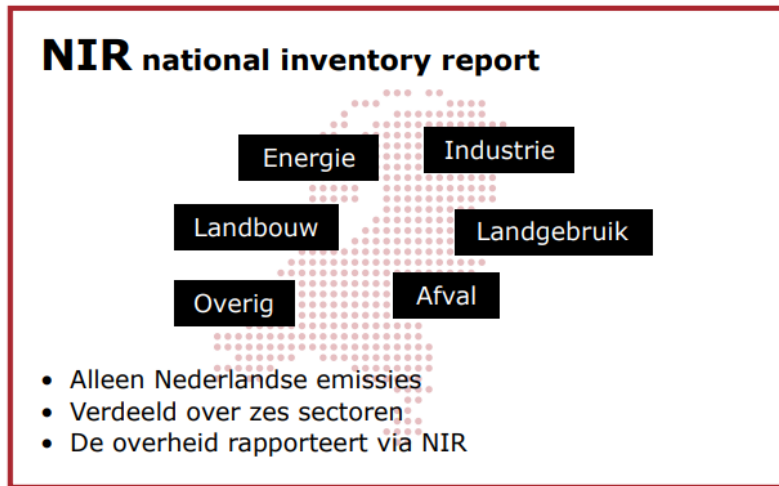 NIR national inventory report
Energie
Industrie
Landbouw
Landgebruik
Overig
Afval
• Alleen Nederlandse emissies
• Verdeeld over zes sectoren
• De overheid rapporteert via NIR